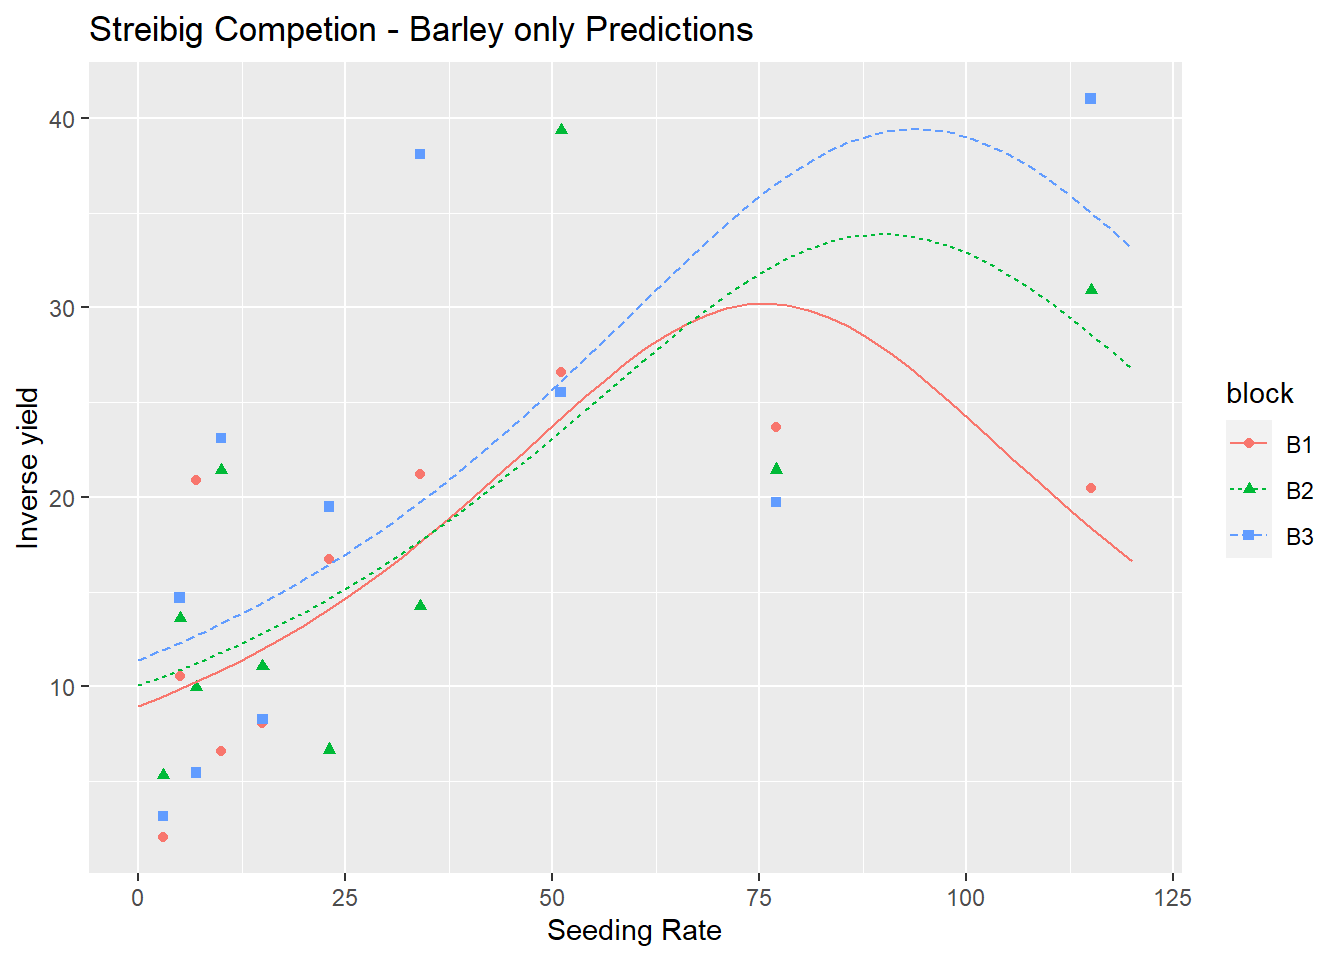 Streibig Competion - Barley only Predictions
40
30
20
10
Inverse yield
0
25
50
75
100
125
Seeding Rate
block
B1
B2
B3